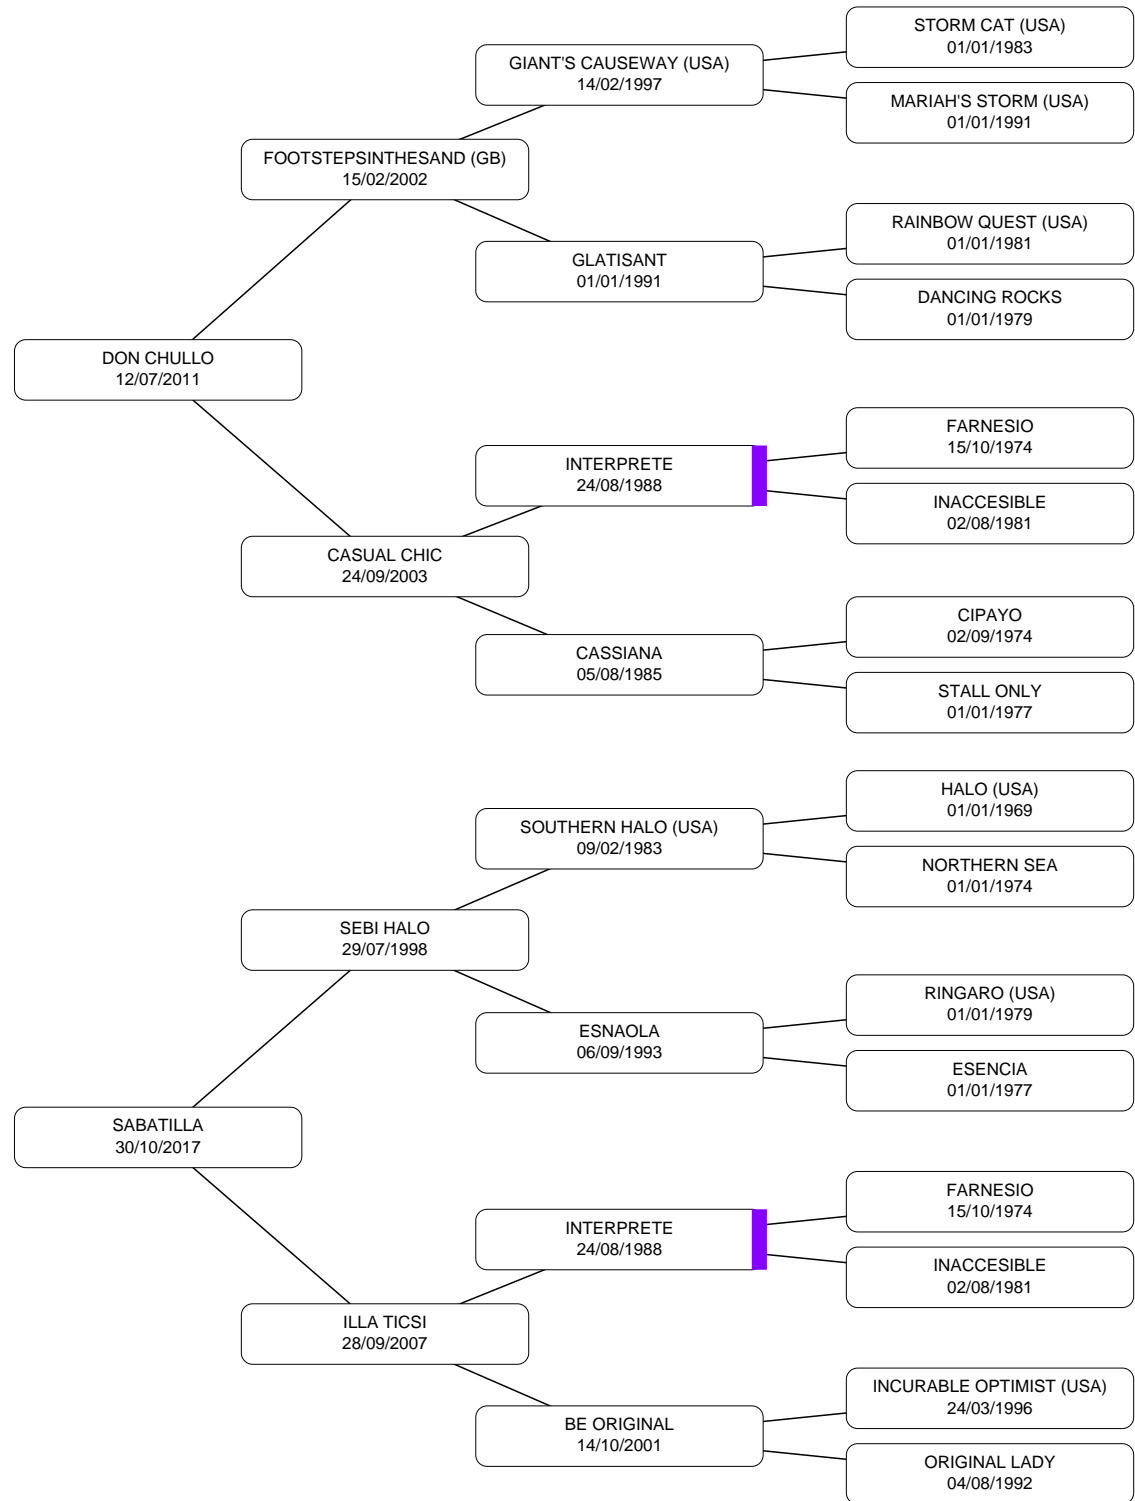 STORM CAT (USA)
01/01/1983
GIANT'S CAUSEWAY (USA)
14/02/1997
MARIAH'S STORM (USA)
01/01/1991
FOOTSTEPSINTHESAND (GB)
15/02/2002
RAINBOW QUEST (USA)
01/01/1981
GLATISANT
01/01/1991
DANCING ROCKS
01/01/1979
DON CHULLO
12/07/2011
FARNESIO
15/10/1974
INTERPRETE
24/08/1988
INACCESIBLE
02/08/1981
CASUAL CHIC
24/09/2003
CIPAYO
02/09/1974
CASSIANA
05/08/1985
STALL ONLY
01/01/1977
HALO (USA)
01/01/1969
SOUTHERN HALO (USA)
09/02/1983
NORTHERN SEA
01/01/1974
SEBI HALO
29/07/1998
RINGARO (USA)
01/01/1979
ESNAOLA
06/09/1993
ESENCIA
01/01/1977
SABATILLA
30/10/2017
FARNESIO
15/10/1974
INTERPRETE
24/08/1988
INACCESIBLE
02/08/1981
ILLA TICSI
28/09/2007
INCURABLE OPTIMIST (USA)
24/03/1996
BE ORIGINAL
14/10/2001
ORIGINAL LADY
04/08/1992